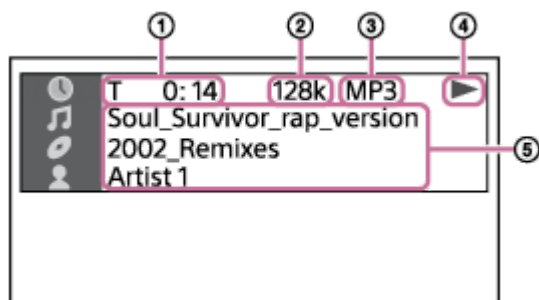 ① ② ③ ④
T 0:14 128k MP3
Soul_Survivor_rap_version
2002_Remixes
Artist 1
⑤